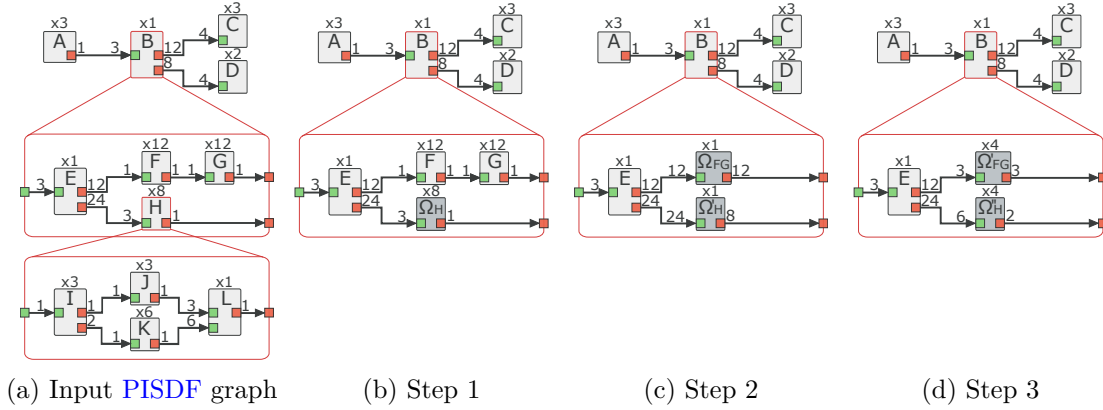 x3 A 1 3 x1 B 12 8 4 x3 C 4 x2 D
x1 3 E 12 24 1 x12 F 1 1 x12 G 1
3 x8 H 1
1 x3 I 1 2 1 x3 J 1 3 x1 L 1
1 x6 K 1 6
(a) Input PISDF graph
x3 A 1 3 x1 B 12 8 4 x3 C 4 x2 D
x1 3 E 12 24 1 x12 F 1 1 x12 G 1
3 x8 ΩH 1
(b) Step 1
x3 A 1 3 x1 B 12 8 4 x3 C 4 x2 D
x1 3 E 12 24 12 x1 ΩFG 12
24 x1 Ω'H 8
(c) Step 2
x3 A 1 3 x1 B 12 8 4 x3 C 4 x2 D
x1 3 E 12 24 3 x4 Ω'FG 3
6 x4 Ω''H 2
(d) Step 3